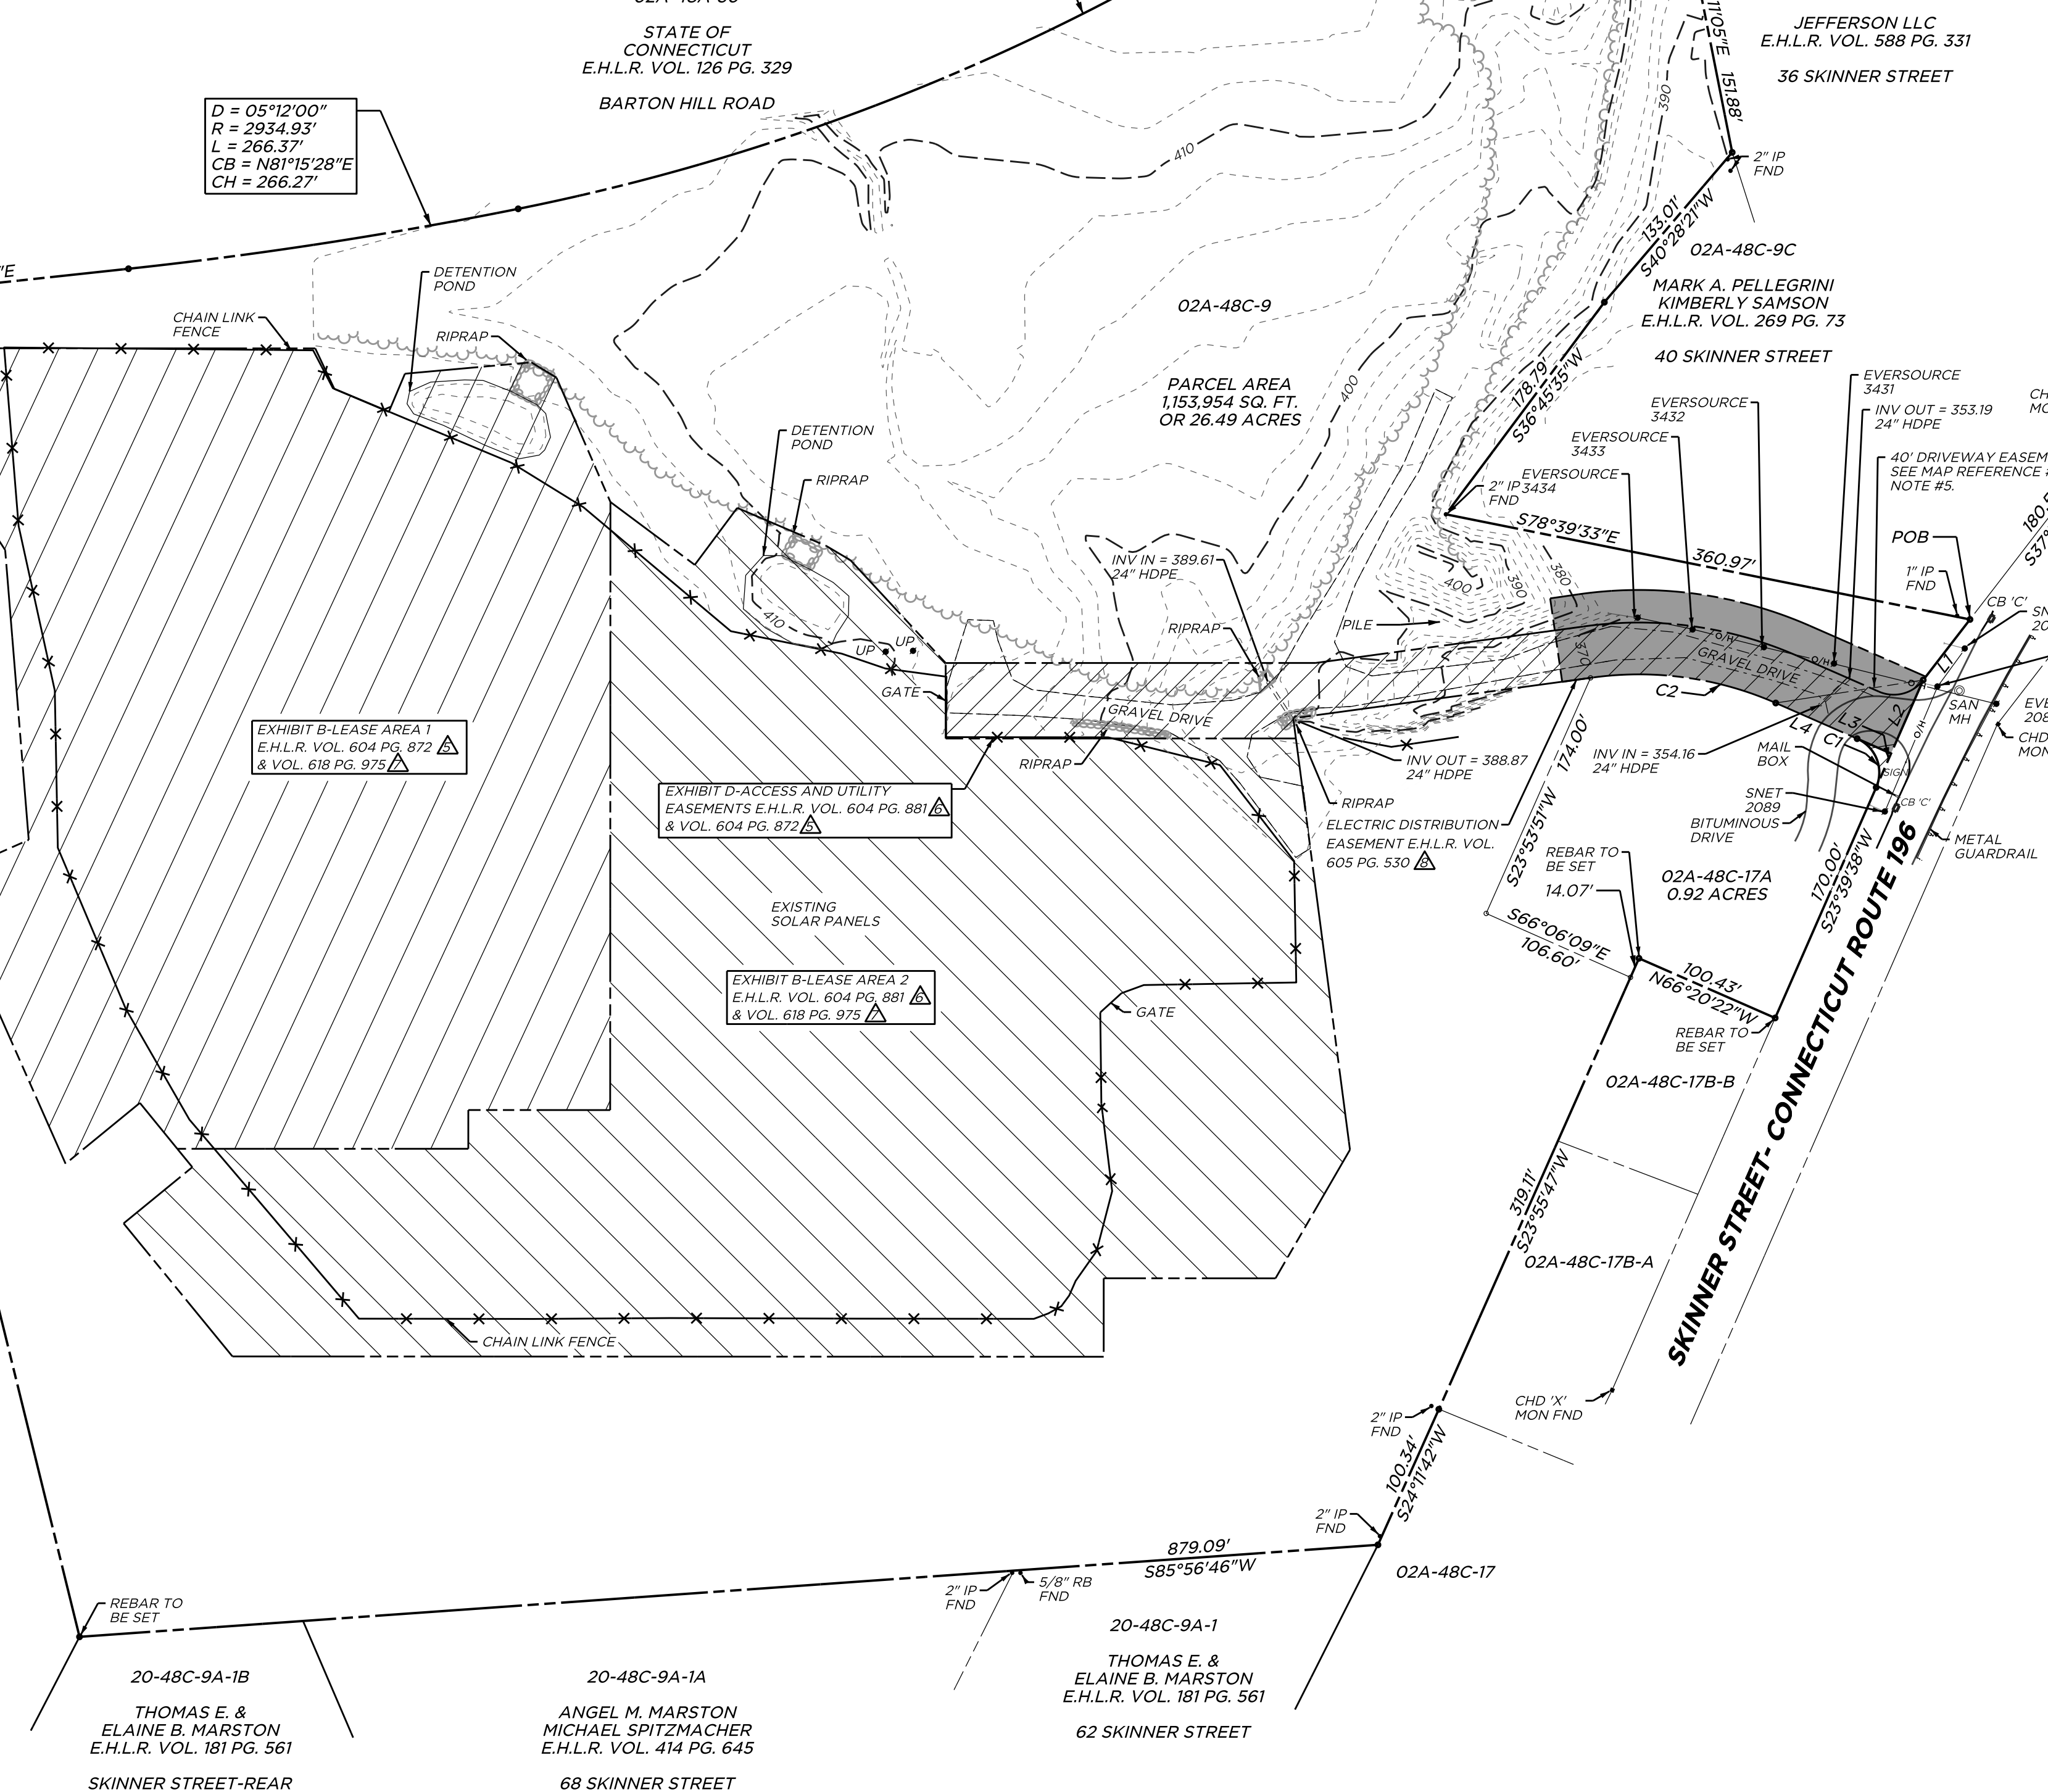 STATE OF
CONNECTICUT
E.H.L.R. VOL. 126 PG. 329
BARTON HILL ROAD
JEFFERSON LLC
E.H.L.R. VOL. 588 PG. 331
36 SKINNER STREET
151.88'
D = 05°12'00"
R = 2934.93'
L = 266.37'
CB = N81°15'28"E
CH = 266.27'
410
390
2" IP
FND
133.01'
S40°28'21"W
02A-48C-9C
MARK A. PELLEGRINI
KIMBERLY SAMSON
E.H.L.R. VOL. 269 PG. 73
40 SKINNER STREET
DETENTION
POND
CHAIN LINK
FENCE
RIPRAP
02A-48C-9
PARCEL AREA
1,153,954 SQ. FT.
OR 26.49 ACRES
400
178.79'
S36°45'35"W
EVERSOURCE
3431
EVERSOURCE
3432
INV OUT = 353.19
24" HDPE
EVERSOURCE
3433
EVERSOURCE
3434
2" IP
FND
40' DRIVEWAY EASEM
SEE MAP REFERENCE
NOTE #5.
DETENTION
POND
RIPRAP
S78°39'33"E
360.97'
POB
1" IP
FND
CB 'C'
INV IN = 389.61
24" HDPE
400
390
380
370
RIPRAP
PILE
410
UP
UP
GATE
GRAVEL DRIVE
GRAVEL DRIVE
O/H
O/H
O/H
L1
L2
L3
L4
C1
C2
SAN
MH
MAIL
BOX
SIGN
CB 'C'
CHD
MON
RIPRAP
INV OUT = 388.87
24" HDPE
INV IN = 354.16
24" HDPE
174.00'
S23°53'51"W
SNET
2089
BITUMINOUS
DRIVE
METAL
GUARDRAIL
EXHIBIT B-LEASE AREA 1
E.H.L.R. VOL. 604 PG. 872 5
& VOL. 618 PG. 975 7
EXHIBIT D-ACCESS AND UTILITY
EASEMENTS E.H.L.R. VOL. 604 PG. 881 6
& VOL. 604 PG. 872 5
RIPRAP
ELECTRIC DISTRIBUTION
EASEMENT E.H.L.R. VOL.
605 PG. 530 8
REBAR TO
BE SET
14.07'
02A-48C-17A
0.92 ACRES
170.00'
S23°39'38"W
EXISTING
SOLAR PANELS
S66°06'09"E
106.60'
100.43'
N66°20'22"W
EXHIBIT B-LEASE AREA 2
E.H.L.R. VOL. 604 PG. 881 6
& VOL. 618 PG. 975 7
GATE
REBAR TO
BE SET
02A-48C-17B-B
SKINNER STREET- CONNECTICUT ROUTE 196
319.11'
S23°55'47"W
02A-48C-17B-A
CHAIN LINK FENCE
CHD 'X'
MON FND
2" IP
FND
100.34'
S24°11'42"W
2" IP
FND
879.09'
S85°56'46"W
02A-48C-17
2" IP
FND
5/8" RB
FND
REBAR TO
BE SET
20-48C-9A-1
THOMAS E. &
ELAINE B. MARSTON
E.H.L.R. VOL. 181 PG. 561
62 SKINNER STREET
20-48C-9A-1B
THOMAS E. &
ELAINE B. MARSTON
E.H.L.R. VOL. 181 PG. 561
SKINNER STREET-REAR
20-48C-9A-1A
ANGEL M. MARSTON
MICHAEL SPITZMACHER
E.H.L.R. VOL. 414 PG. 645
68 SKINNER STREET